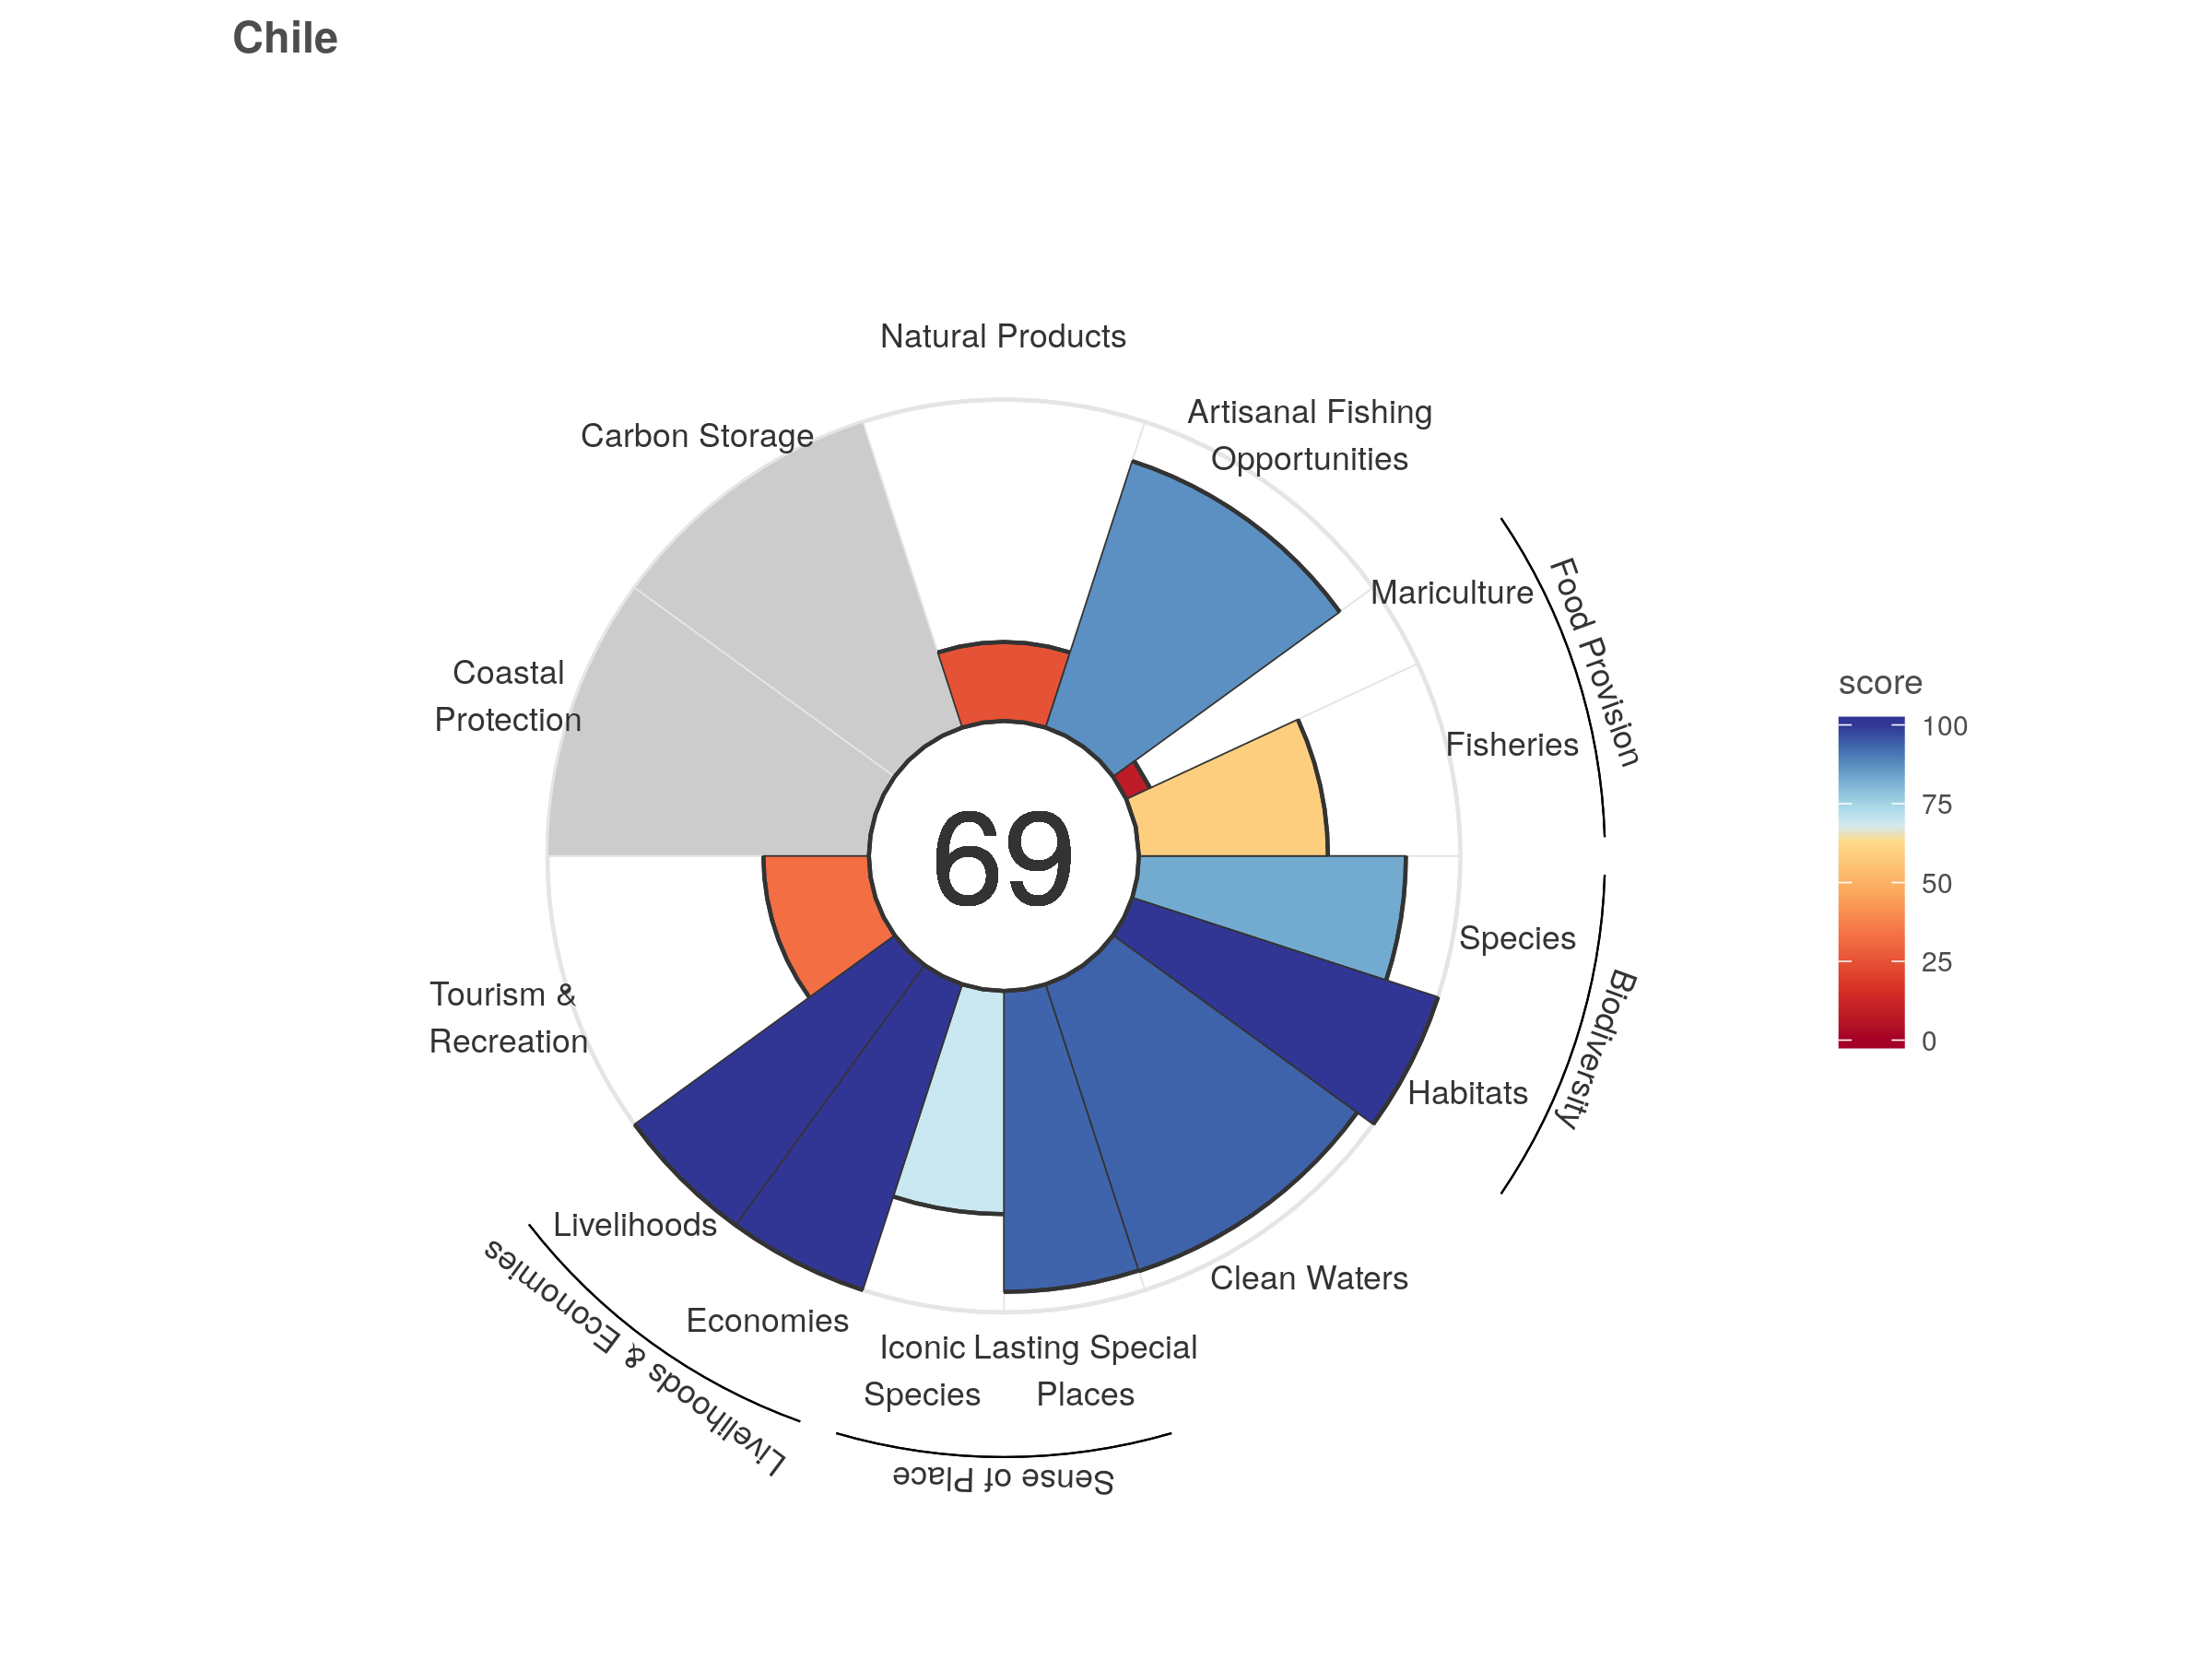 Chile
Natural Products
Artisanal Fishing
Opportunities
Carbon Storage
Mariculture
Food Provision
Fisheries
Coastal
Protection
score
100
75
50
25
0
69
Species
Biodiversity
Habitats
Tourism &
Recreation
Livelihoods
Economies
Livelihoods & Economies
Clean Waters
Iconic
Species
Lasting Special
Places
Sense of Place